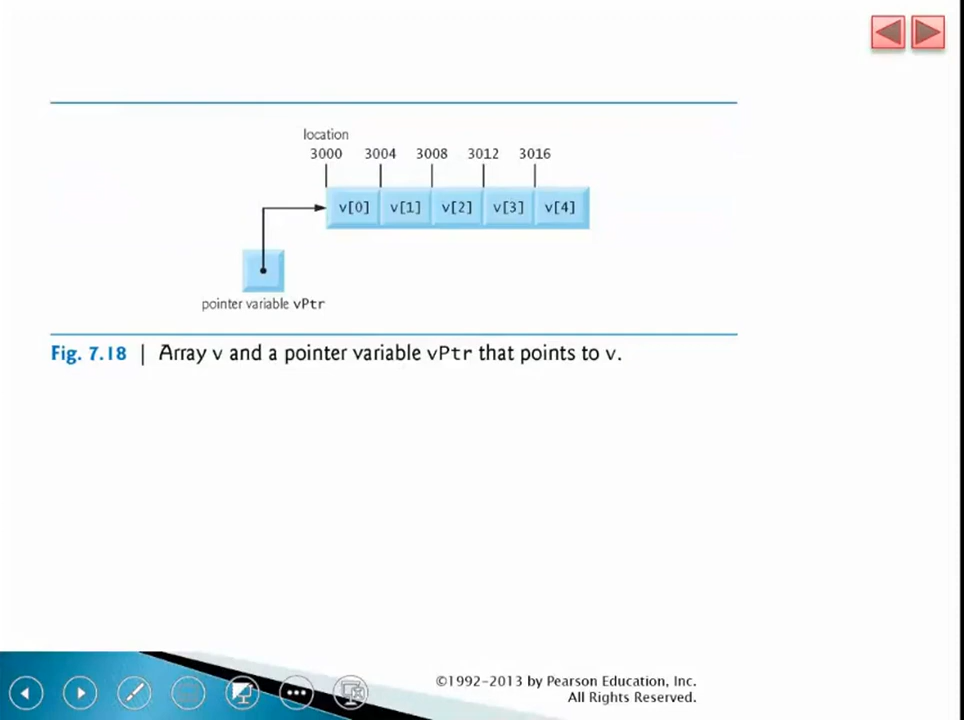 location
3000 3004 3008 3012 3016
v[0] v[1] v[2] v[3] v[4]
pointer variable vPtr
Fig. 7.18 | Array v and a pointer variable vPtr that points to v.
©1992-2013 by Pearson Education, Inc.
All Rights Reserved.